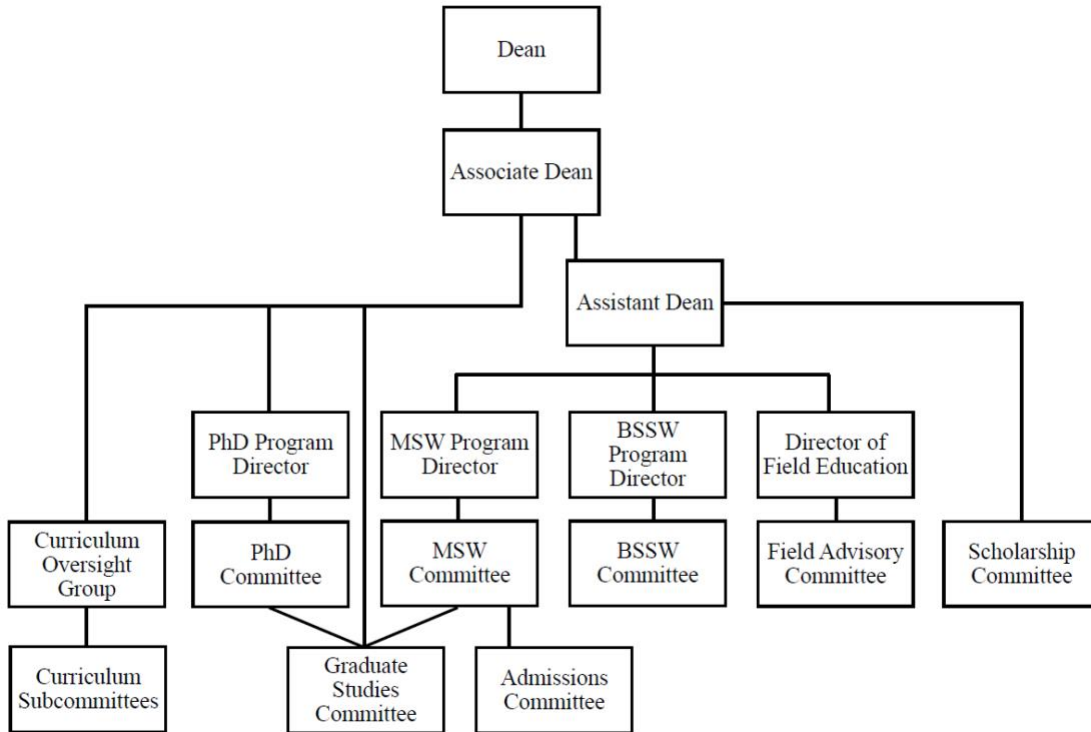 Dean
Associate Dean
Assistant Dean
PhD Program
Director
MSW Program
Director
BSSW
Program
Director
Director of
Field Education
Curriculum
Oversight
Group
PhD
Committee
MSW
Committee
BSSW
Committee
Field Advisory
Committee
Scholarship
Committee
Curriculum
Subcommittees
Graduate
Studies
Committee
Admissions
Committee